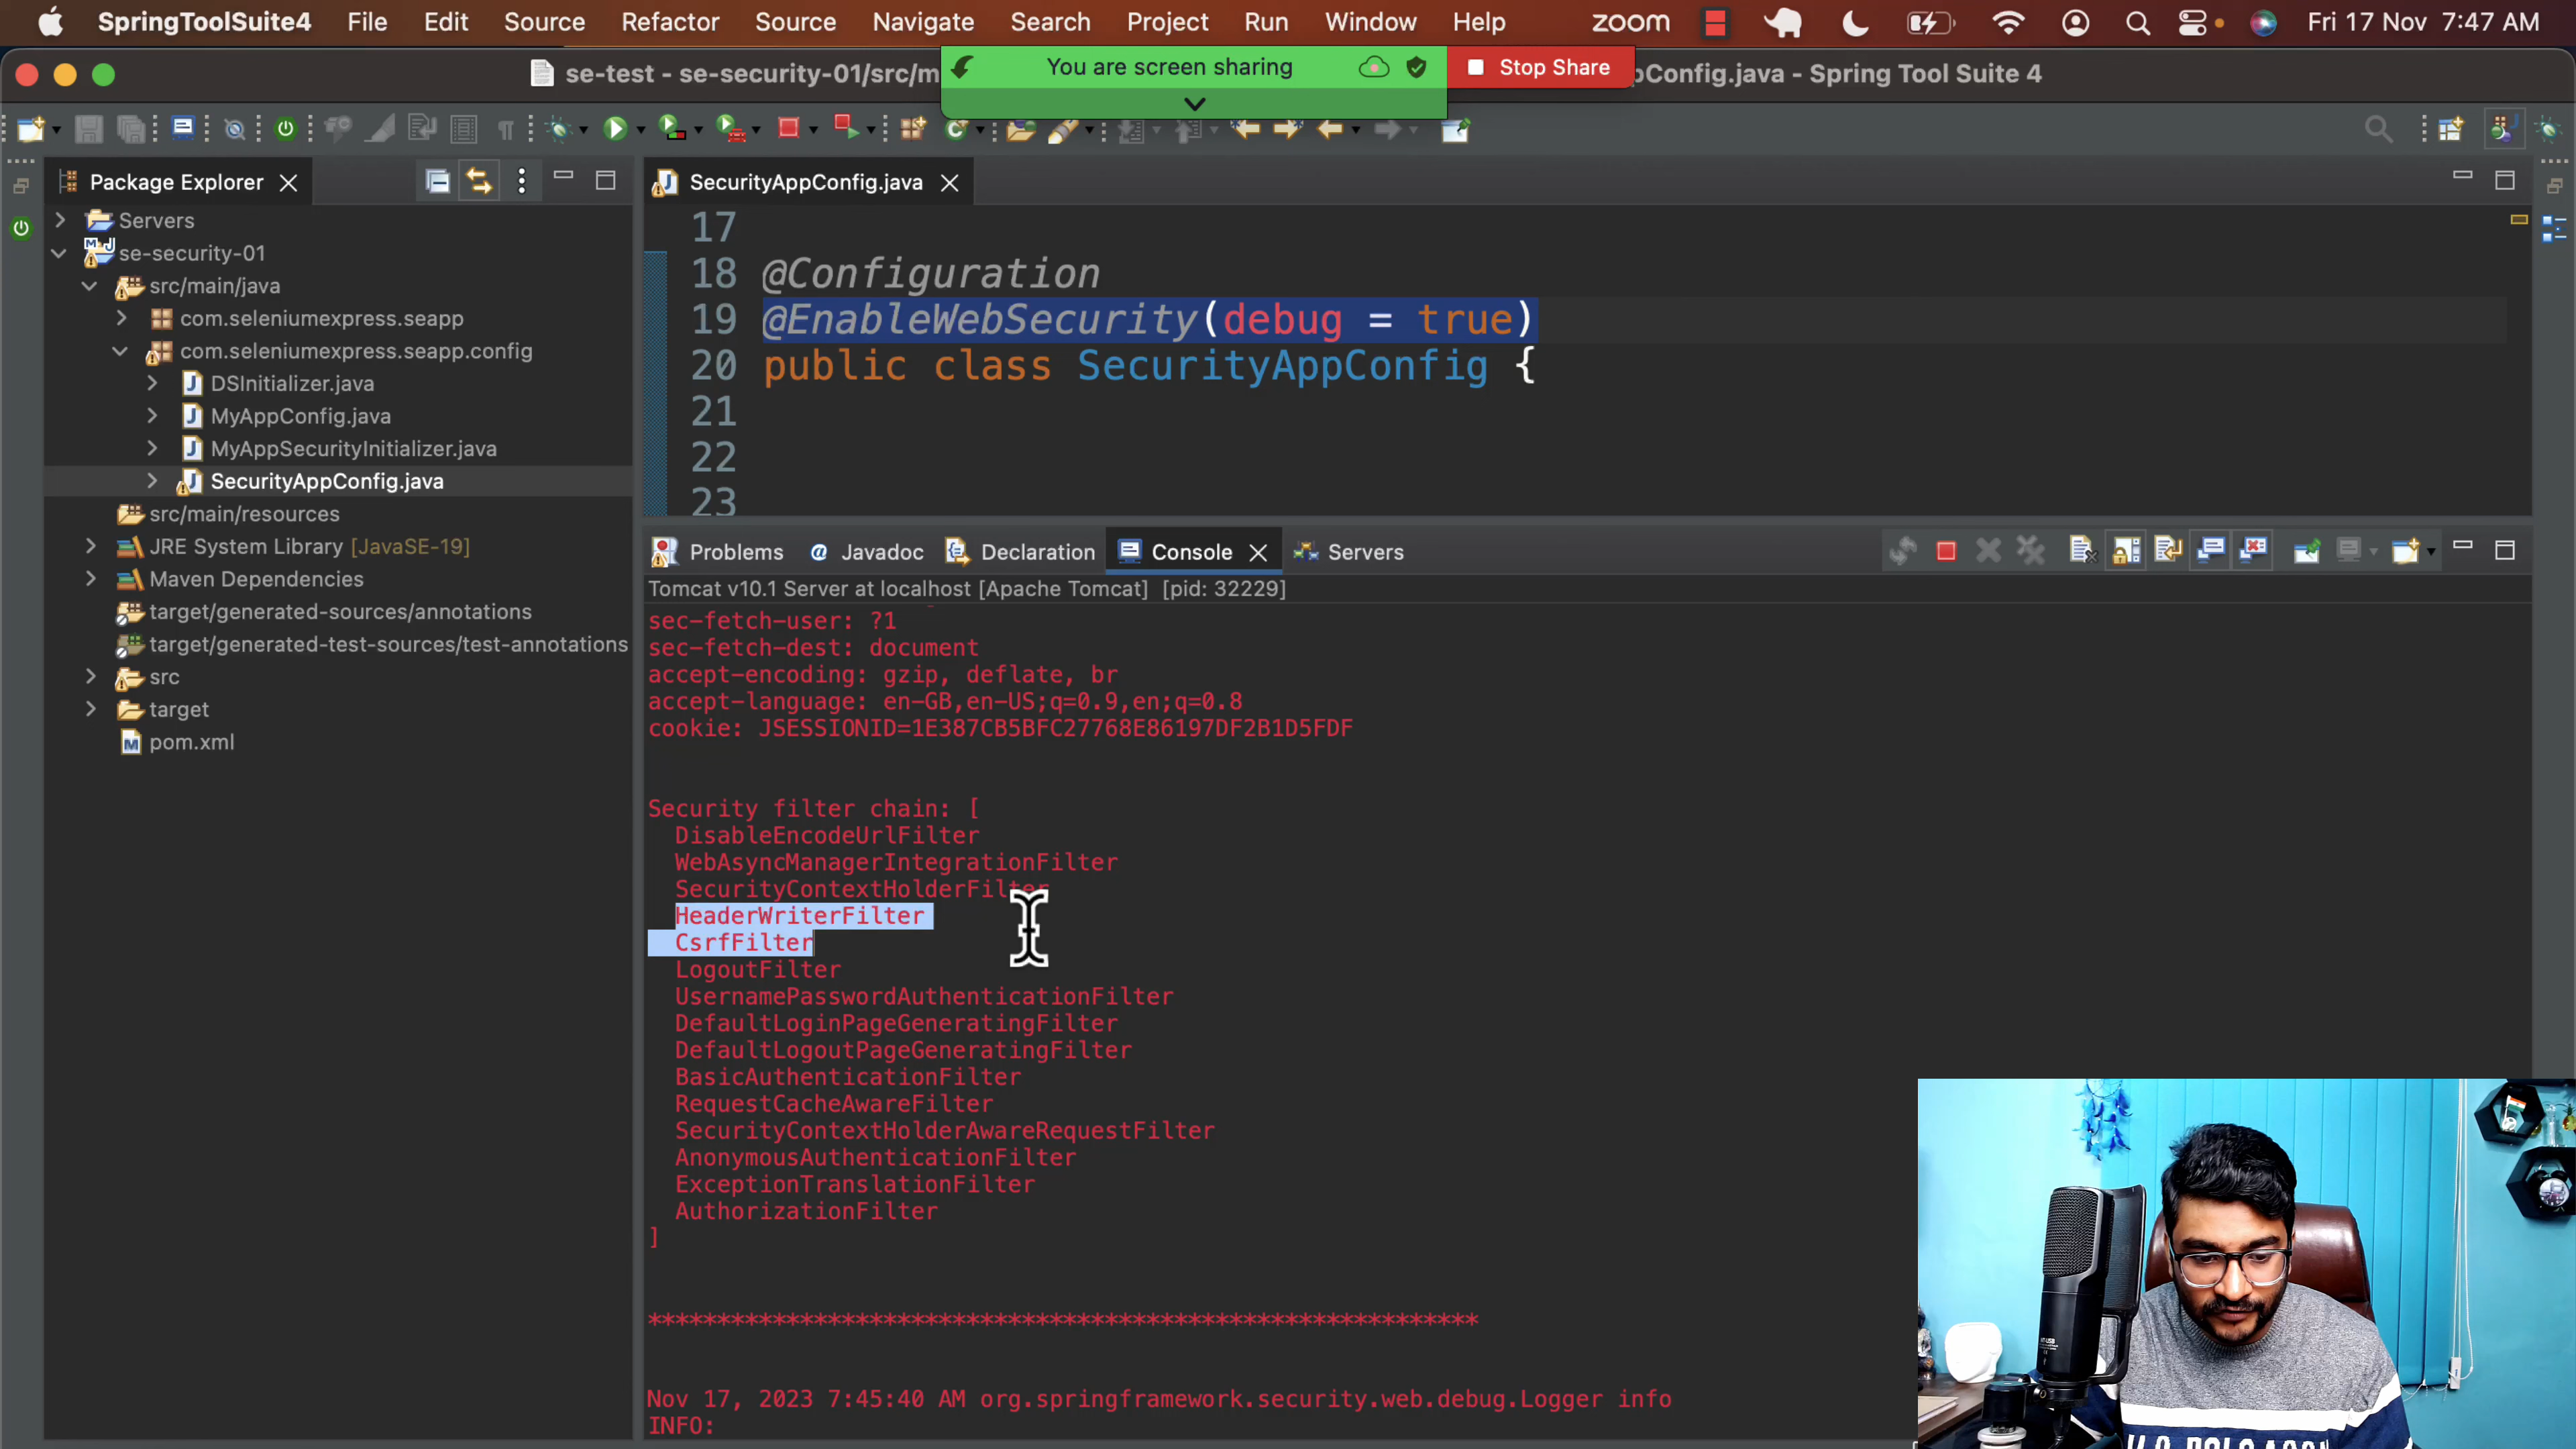 SpringToolSuite4 File Edit Source Refactor Source Navigate Search Project Run Window Help zoom Fri 17 Nov 7:47 AM
se-test - se-security-01/src/m You are screen sharing Stop Share pConfig.java - Spring Tool Suite 4
Package Explorer
Servers
se-security-01
src/main/java
com.seleniumexpress.seapp
com.seleniumexpress.seapp.config
DSInitializer.java
MyAppConfig.java
MyAppSecurityInitializer.java
SecurityAppConfig.java
src/main/resources
JRE System Library [JavaSE-19]
Maven Dependencies
target/generated-sources/annotations
target/generated-test-sources/test-annotations
src
target
pom.xml
SecurityAppConfig.java
17
18 @Configuration
19 @EnableWebSecurity(debug = true)
20 public class SecurityAppConfig {
21
22
23
Problems Javadoc Declaration Console Servers
Tomcat v10.1 Server at localhost [Apache Tomcat] [pid: 32229]
sec-fetch-user: ?1
sec-fetch-dest: document
accept-encoding: gzip, deflate, br
accept-language: en-GB,en-US;q=0.9,en;q=0.8
cookie: JSESSIONID=1E387CB5BFC27768E86197DF2B1D5FDF
Security filter chain: [
DisableEncodeUrlFilter
WebAsyncManagerIntegrationFilter
SecurityContextHolderFilter
HeaderWriterFilter
CsrfFilter
LogoutFilter
UsernamePasswordAuthenticationFilter
DefaultLoginPageGeneratingFilter
DefaultLogoutPageGeneratingFilter
BasicAuthenticationFilter
RequestCacheAwareFilter
SecurityContextHolderAwareRequestFilter
AnonymousAuthenticationFilter
ExceptionTranslationFilter
AuthorizationFilter
]
************************************************************
Nov 17, 2023 7:45:40 AM org.springframework.security.web.debug.Logger info
INFO: